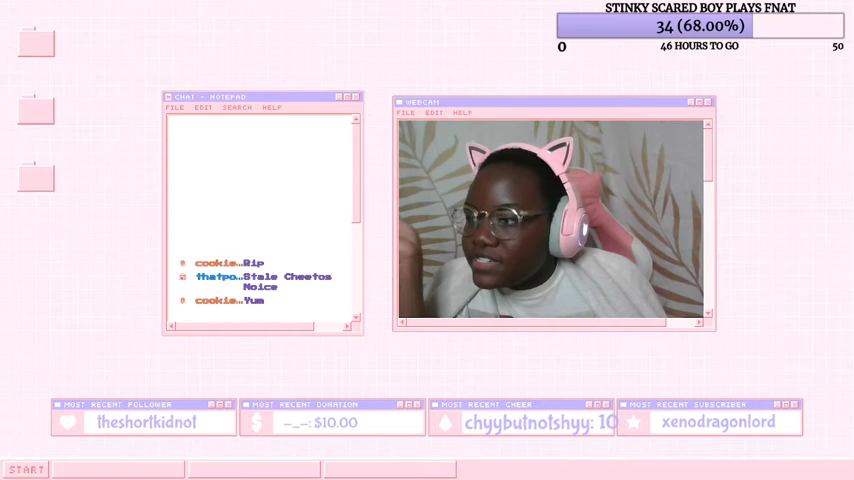 STINKY SCARED BOY PLAYS FNAT
34 (68.00%)
0 46 HOURS TO GO 50
CHAT - NOTEPAD
FILE EDIT SEARCH HELP
cookie...Rip
thatpo...Stale Cheetos
Noice
cookie...Yum
WEBCAM
FILE EDIT HELP
MOST RECENT FOLLOWER
theshortkidnot
MOST RECENT DONATION
$ -_-: $10.00
MOST RECENT CHEER
chyybutnotshyy: 10
MOST RECENT SUBSCRIBER
xenodragonlord
START